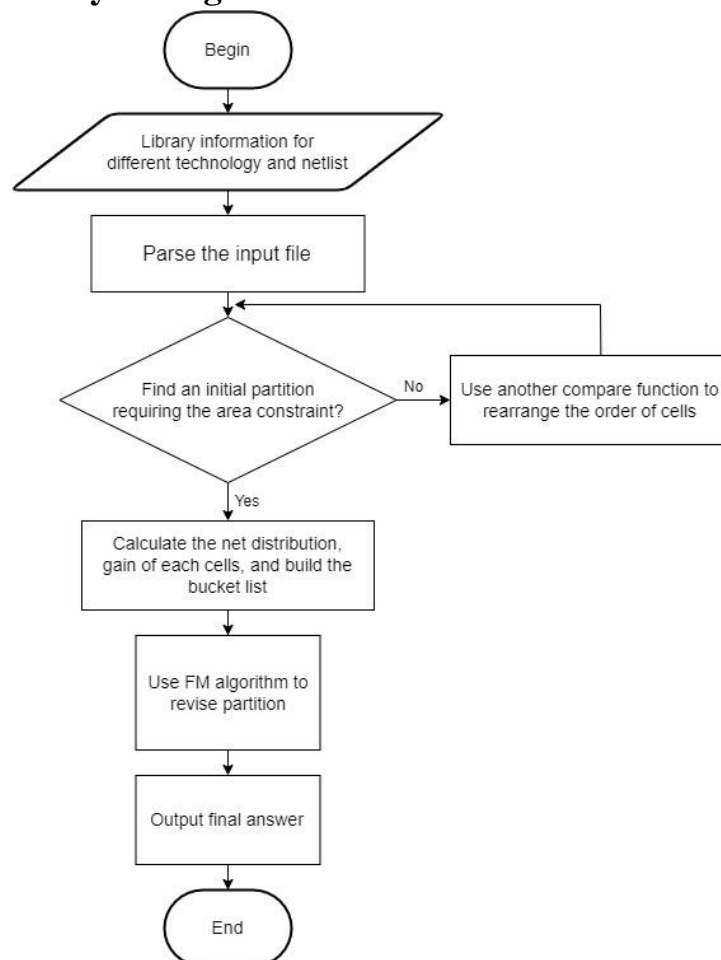 Begin
Library information for
different technology and netlist
Parse the input file
Find an initial partition
requiring the area constraint?
No
Use another compare function to
rearrange the order of cells
Yes
Calculate the net distribution,
gain of each cells, and build the
bucket list
Use FM algorithm to
revise partition
Output final answer
End